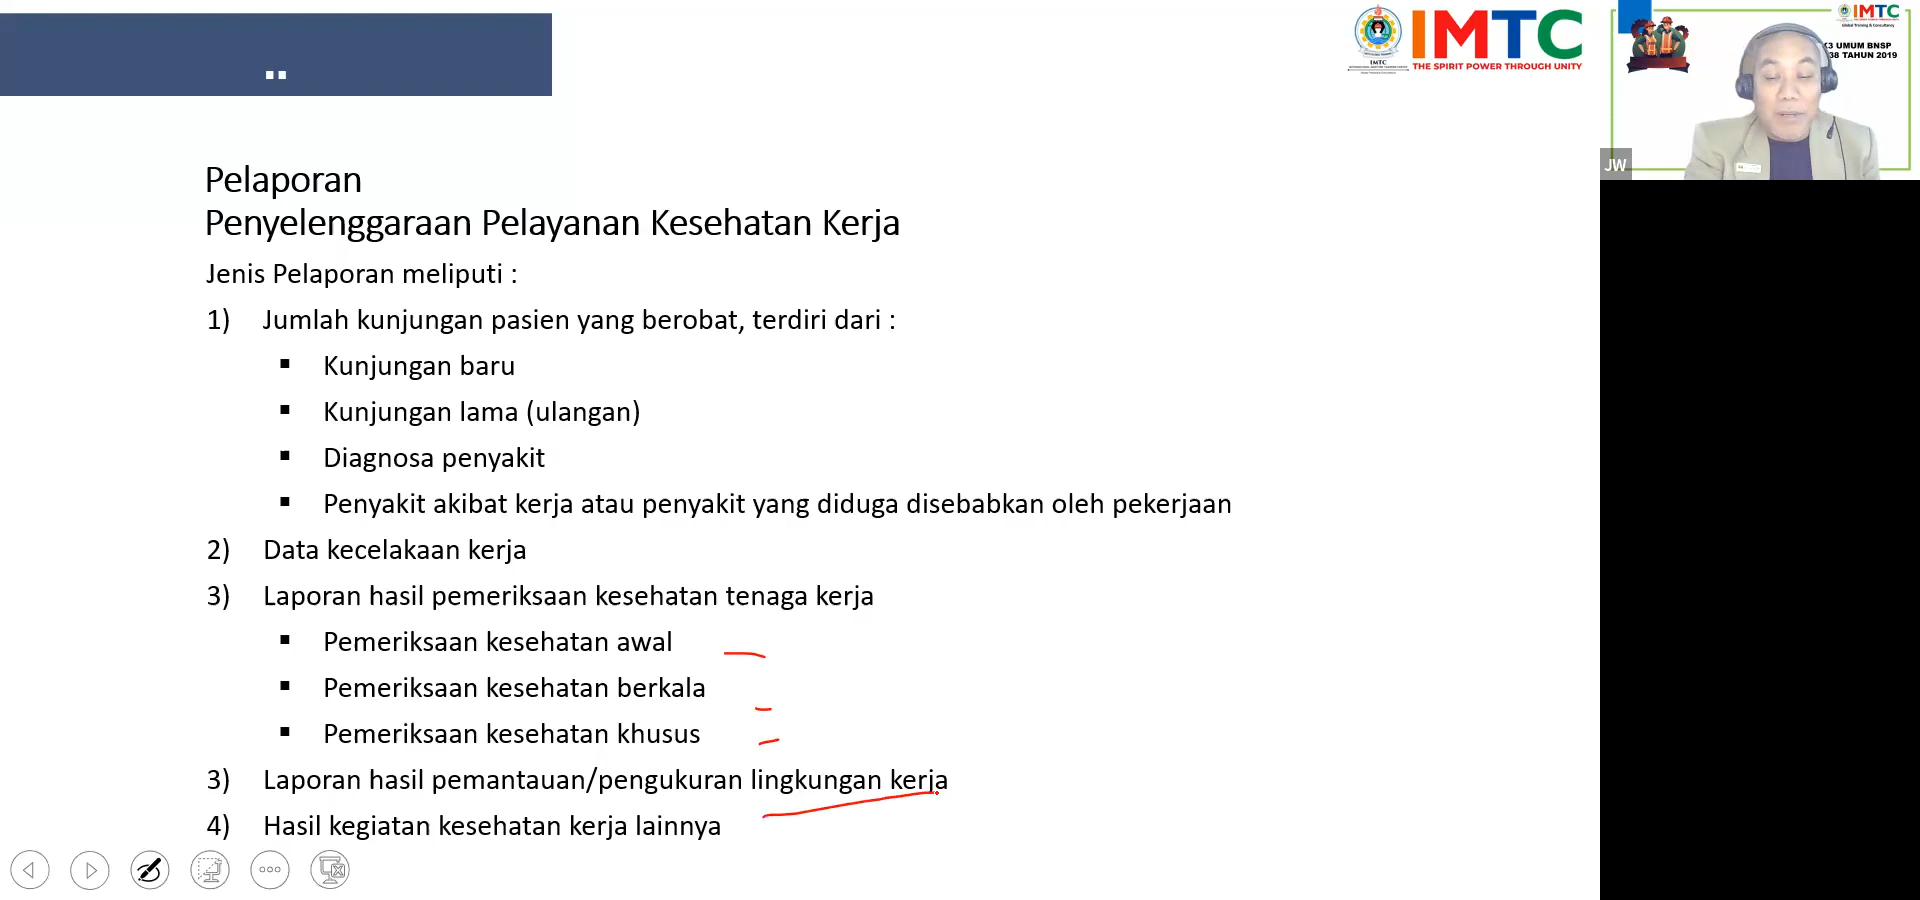 ..
IMTC
THE SPIRIT POWER THROUGH UNITY
IMTC
IMTC
K3 UMUM BNSP
38 TAHUN 2019
JW
Pelaporan
Penyelenggaraan Pelayanan Kesehatan Kerja
Jenis Pelaporan meliputi :
1) Jumlah kunjungan pasien yang berobat, terdiri dari :
▪ Kunjungan baru
▪ Kunjungan lama (ulangan)
▪ Diagnosa penyakit
▪ Penyakit akibat kerja atau penyakit yang diduga disebabkan oleh pekerjaan
2) Data kecelakaan kerja
3) Laporan hasil pemeriksaan kesehatan tenaga kerja
▪ Pemeriksaan kesehatan awal
▪ Pemeriksaan kesehatan berkala
▪ Pemeriksaan kesehatan khusus
3) Laporan hasil pemantauan/pengukuran lingkungan kerja
4) Hasil kegiatan kesehatan kerja lainnya